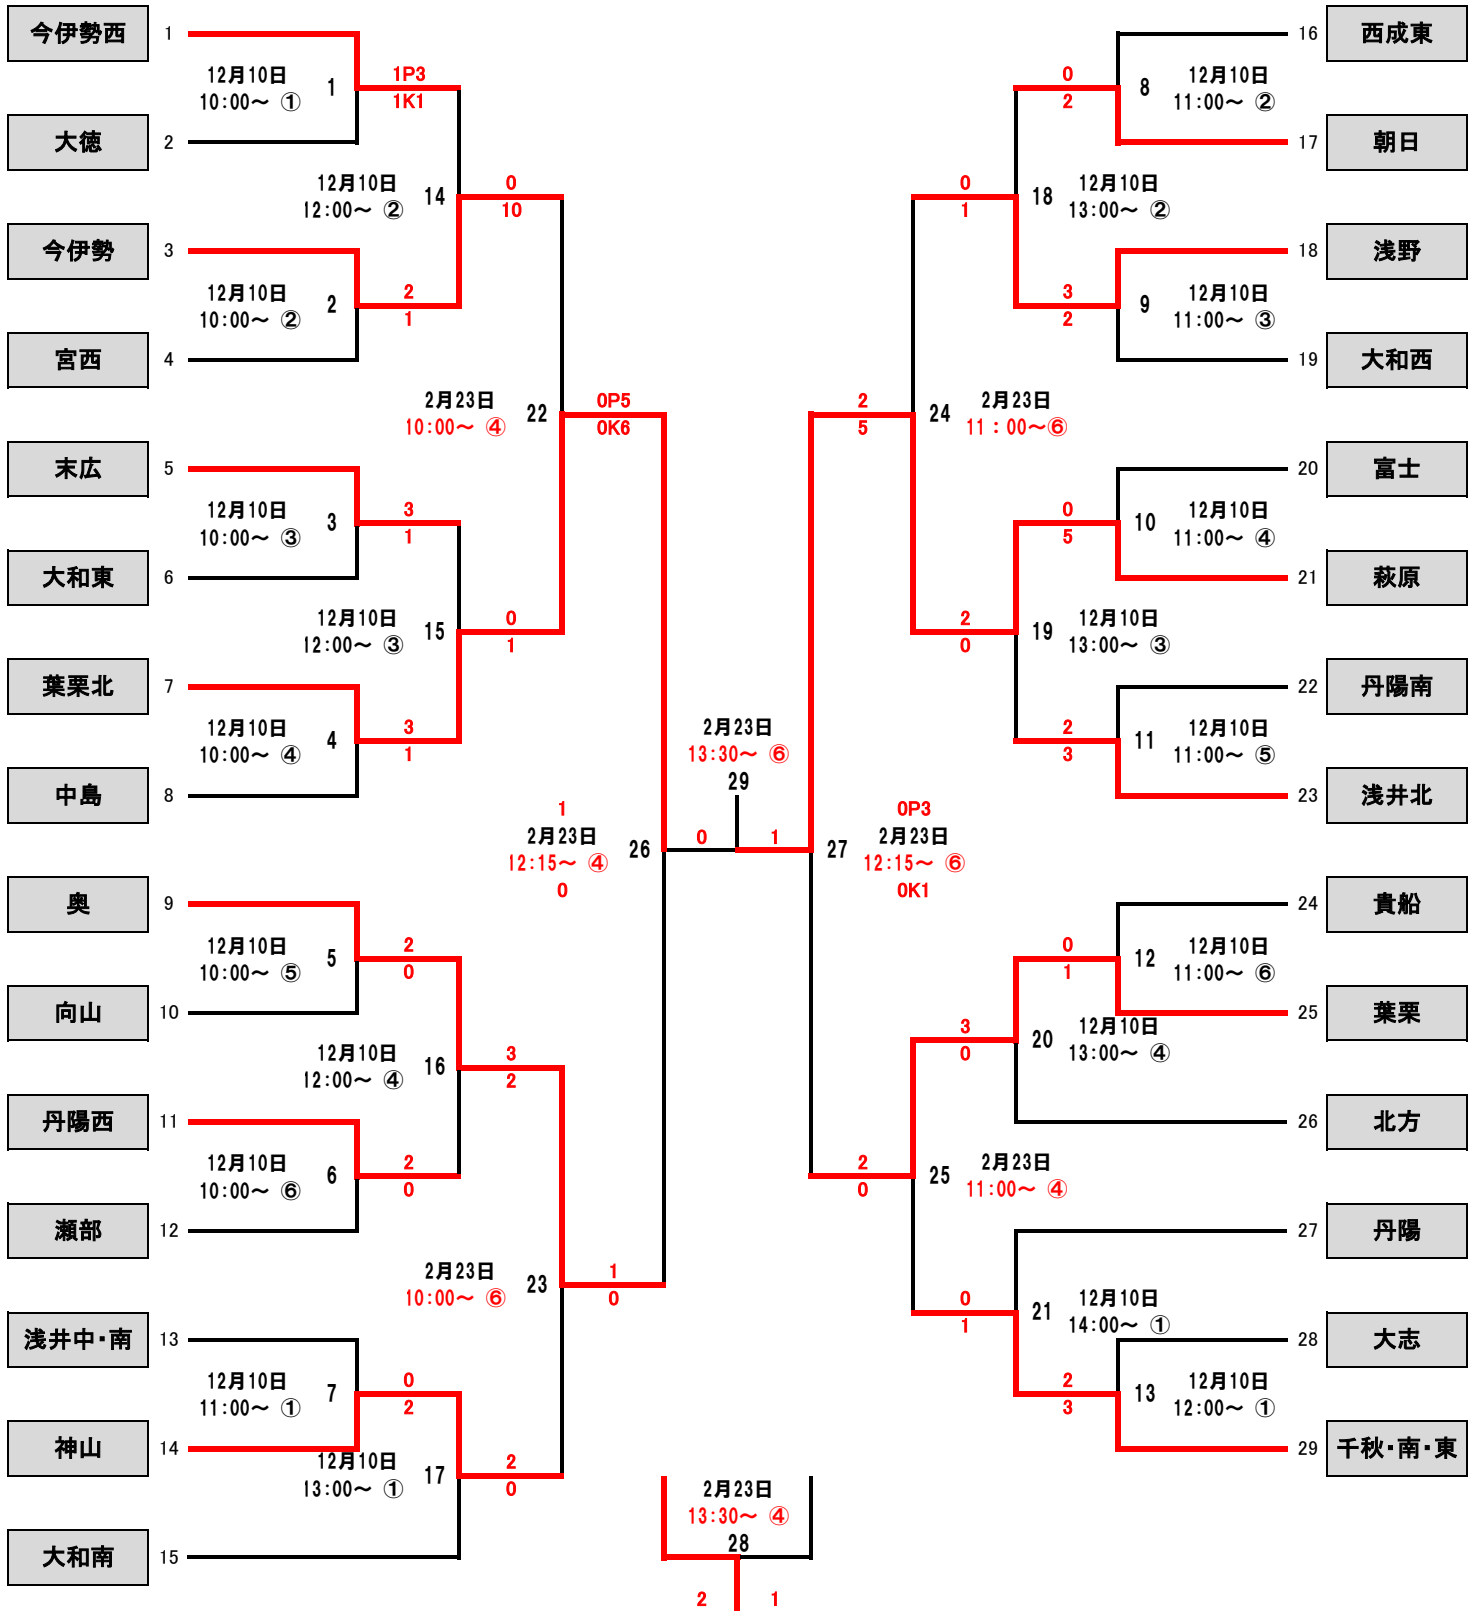 今伊勢西 1
12月10日
10:00～ ①
1
1P3
1K1
大徳 2
12月10日
12:00～ ②
14
0
10
今伊勢 3
12月10日
10:00～ ②
2
2
1
宮西 4
2月23日
10:00～ ④
22
0P5
0K6
末広 5
12月10日
10:00～ ③
3
3
1
大和東 6
12月10日
12:00～ ③
15
0
1
葉栗北 7
12月10日
10:00～ ④
4
3
1
中島 8
1
2月23日
12:15～ ④
0
26
奥 9
12月10日
10:00～ ⑤
5
2
0
向山 10
12月10日
12:00～ ④
16
3
2
丹陽西 11
12月10日
10:00～ ⑥
6
2
0
瀬部 12
2月23日
10:00～ ⑥
23
1
0
浅井中・南 13
12月10日
11:00～ ①
7
0
2
神山 14
12月10日
13:00～ ①
17
2
0
大和南 15
2月23日
13:30～ ⑥
29
0
1
2月23日
13:30～ ④
28
2
1
16 西成東
0
2
8
12月10日
11:00～ ②
17 朝日
0
1
18
12月10日
13:00～ ②
18 浅野
3
2
9
12月10日
11:00～ ③
19 大和西
2
5
24
2月23日
11：00～⑥
20 富士
0
5
10
12月10日
11:00～ ④
21 萩原
2
0
19
12月10日
13:00～ ③
22 丹陽南
2
3
11
12月10日
11:00～ ⑤
23 浅井北
27
0P3
2月23日
12:15～ ⑥
0K1
24 貴船
0
1
12
12月10日
11:00～ ⑥
25 葉栗
3
0
20
12月10日
13:00～ ④
26 北方
2
0
25
2月23日
11:00～ ④
27 丹陽
0
1
21
12月10日
14:00～ ①
28 大志
2
3
13
12月10日
12:00～ ①
29 千秋・南・東